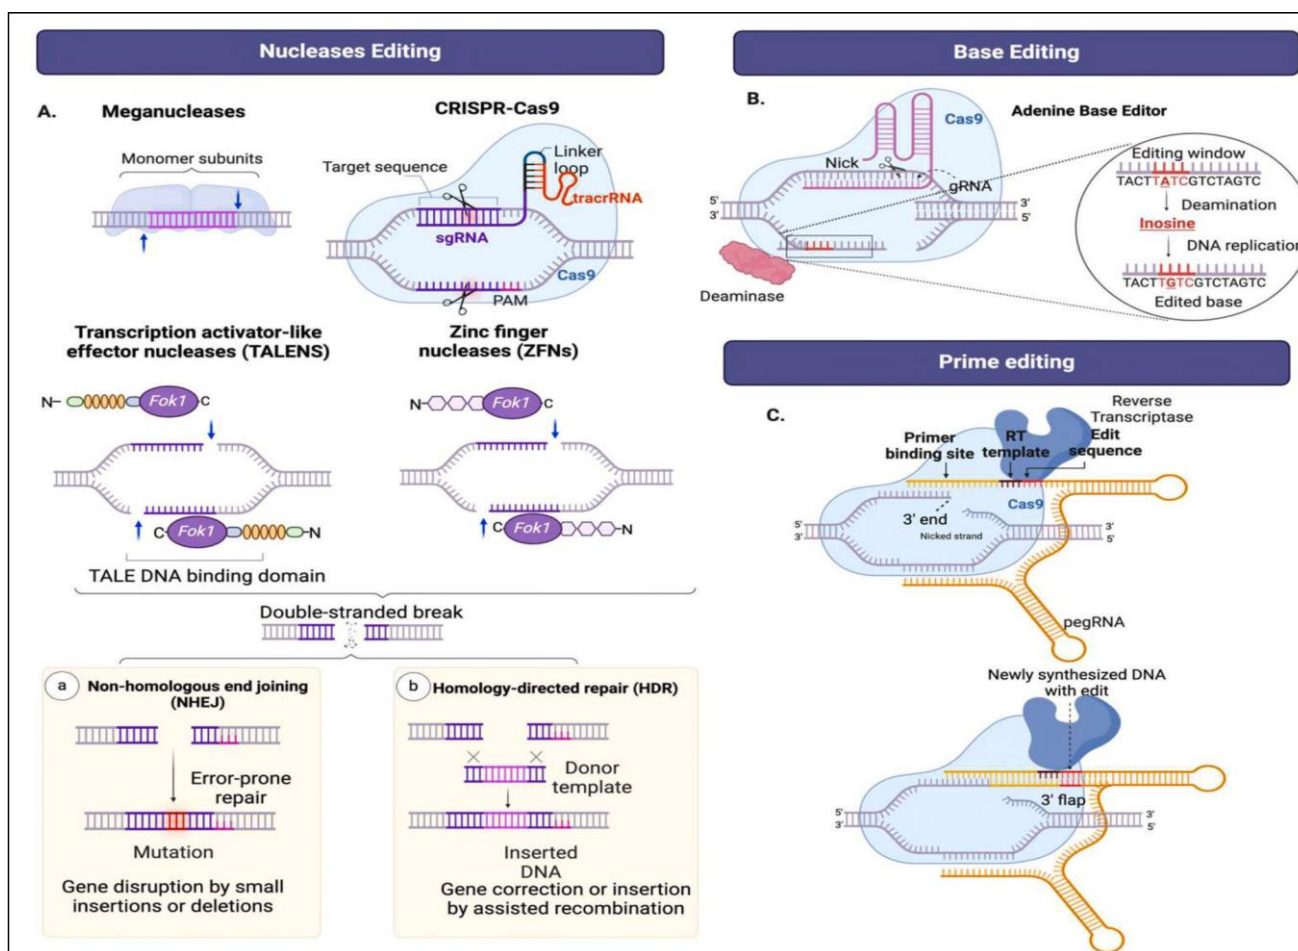 Nucleases Editing
A.
Meganucleases
Monomer subunits
CRISPR-Cas9
Target sequence
Linker
loop
tracrRNA
sgRNA
Cas9
PAM
Transcription activator-like
effector nucleases (TALENS)
N-
Fok1
C
Fok1
C
N
TALE DNA binding domain
Zinc finger
nucleases (ZFNs)
N-
Fok1
C
C
Fok1
-N
Double-stranded break
a
Non-homologous end joining
(NHEJ)
Error-prone
repair
Mutation
Gene disruption by small
insertions or deletions
b
Homology-directed repair (HDR)
Donor
template
Inserted
DNA
Gene correction or insertion
by assisted recombination
Base Editing
B.
Adenine Base Editor
Cas9
Nick
gRNA
5'
3'
3'
5'
Deaminase
Editing window
TACTTATCGTCTAGTC
Deamination
Inosine
DNA replication
TACTTGTCGTCTAGTC
Edited base
Prime editing
C.
Reverse
Transcriptase
Primer
binding site
RT
template
Edit
sequence
Cas9
3' end
Nicked strand
5'
3'
3'
5'
pegRNA
Newly synthesized DNA
with edit
3' flap
5'
3'
3'
5'